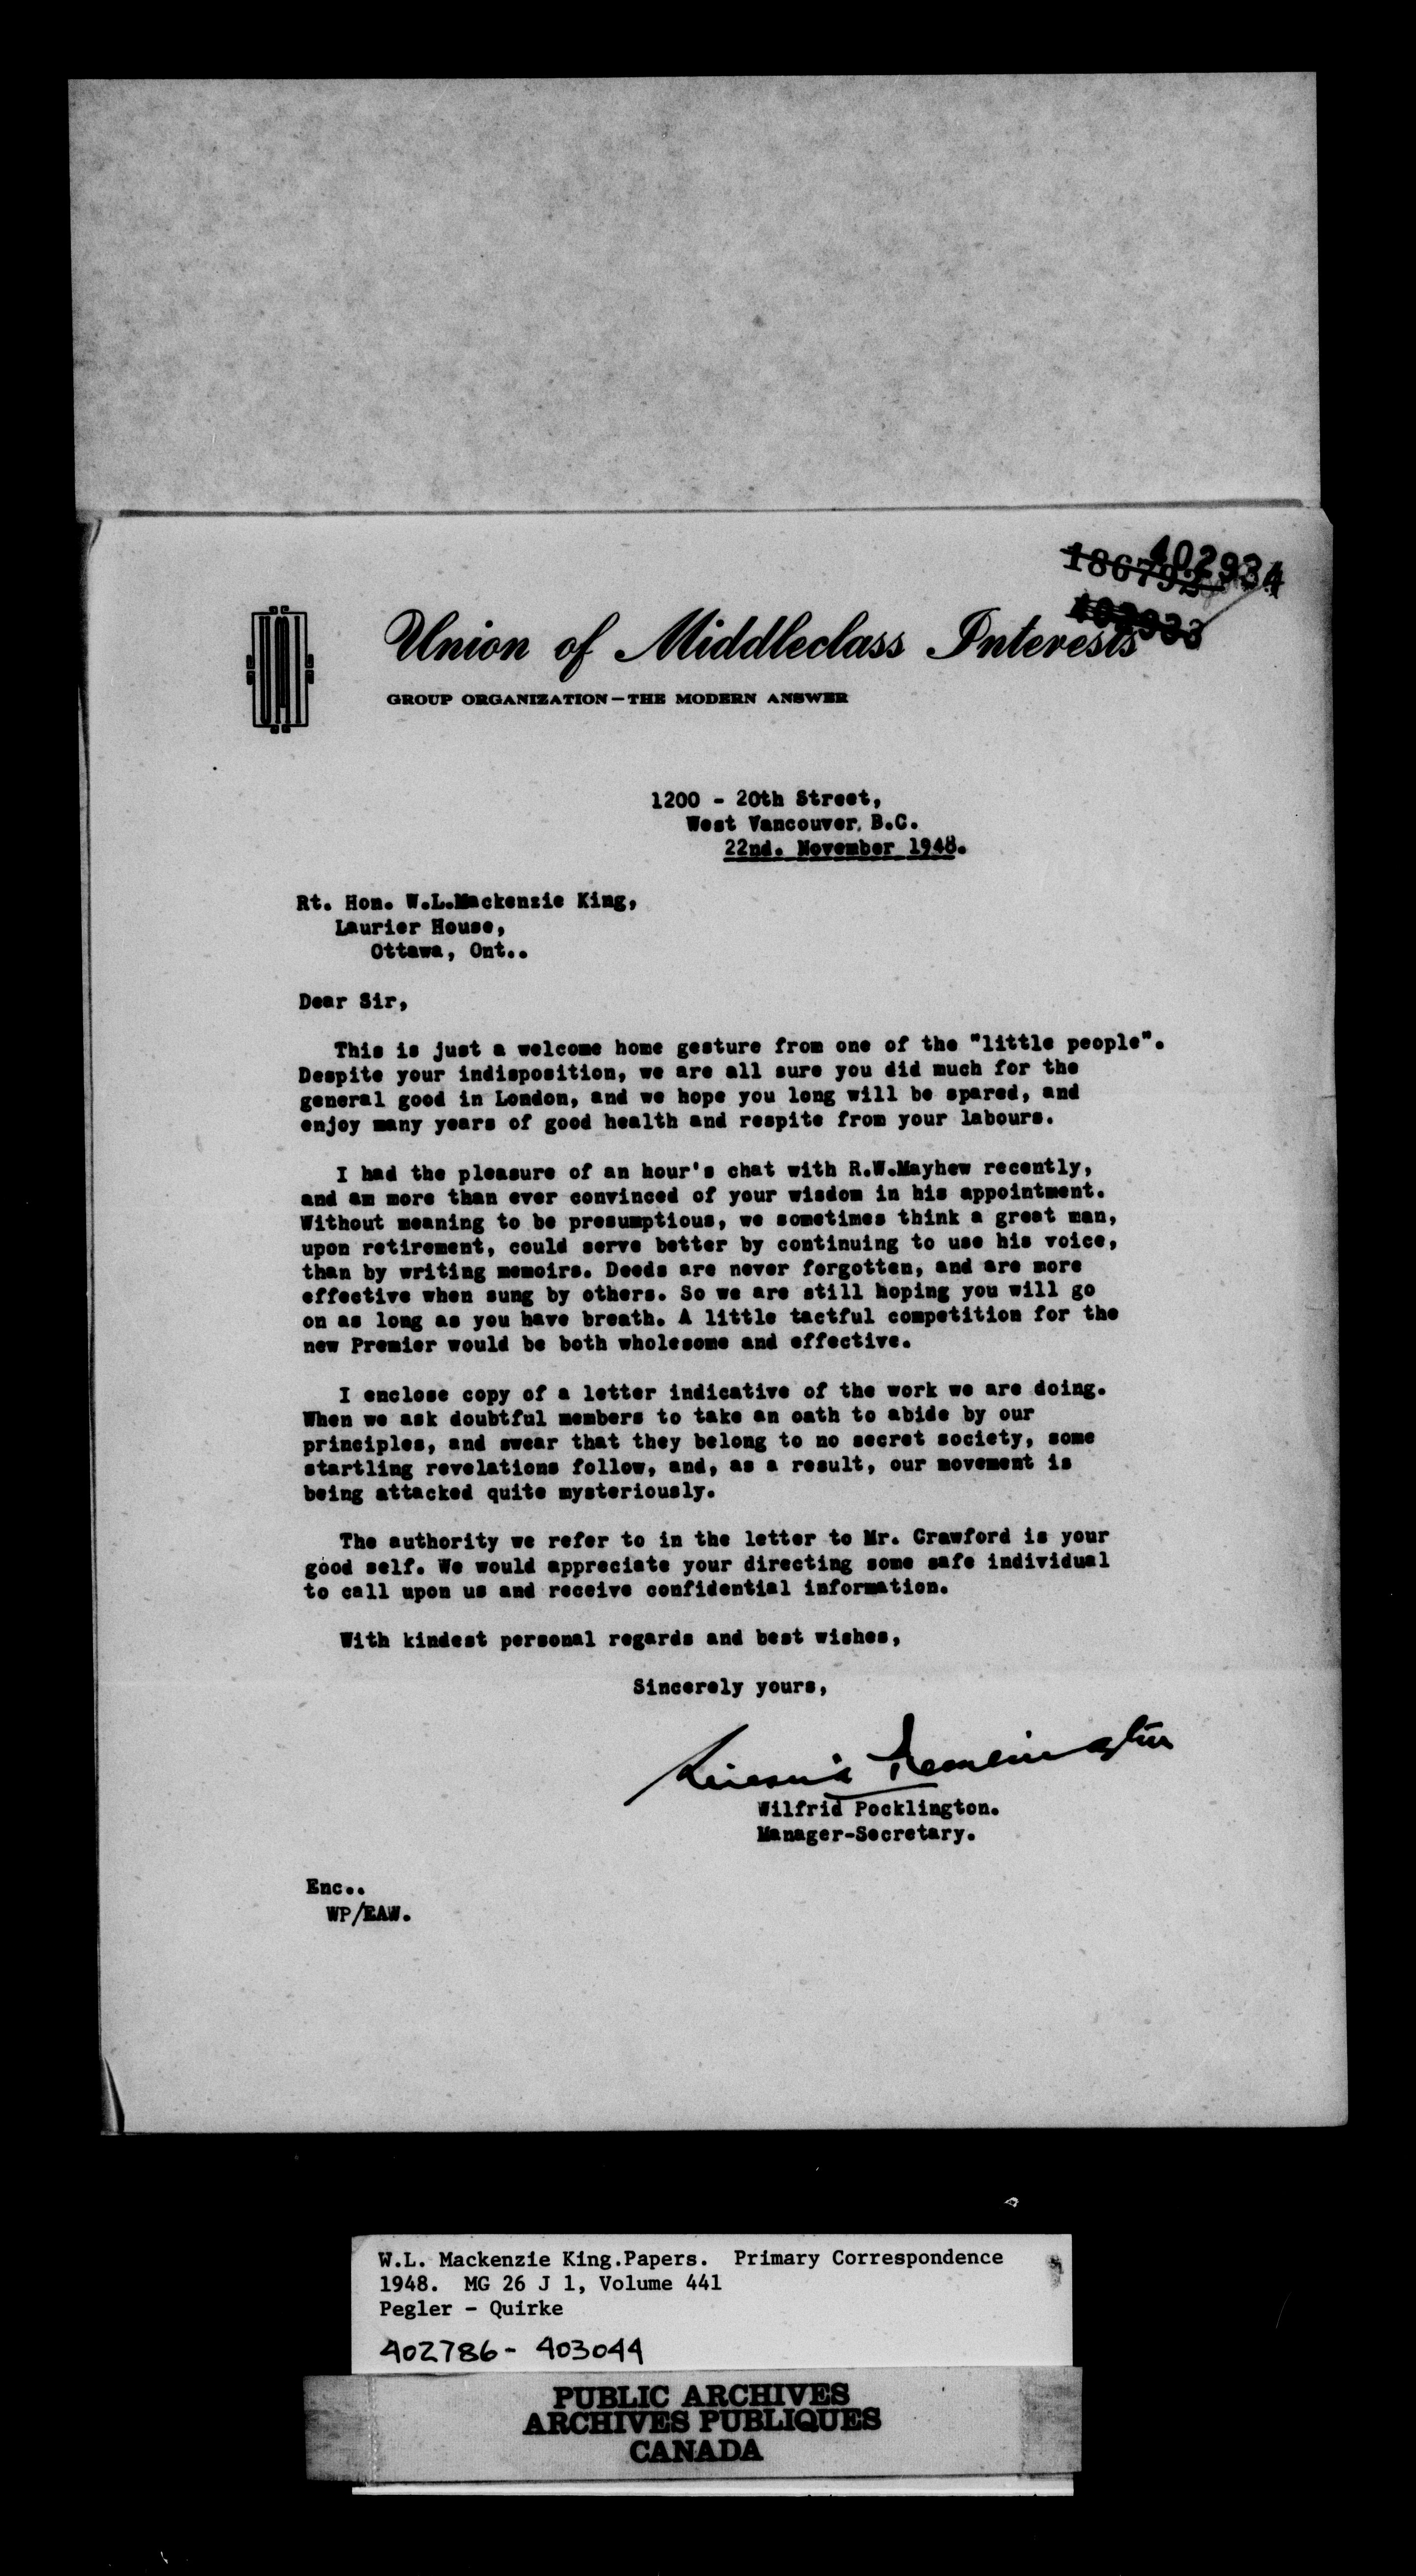 402934
186792
402933
Union of Middleclass Interests
GROUP ORGANIZATION—THE MODERN ANSWER
1200 - 20th Street,
West Vancouver, B.C.
22nd. November 1948.
Rt. Hon. W.L.Mackenzie King,
Laurier House,
Ottawa, Ont..
Dear Sir,
This is just a welcome home gesture from one of the "little people".
Despite your indisposition, we are all sure you did much for the
general good in London, and we hope you long will be spared, and
enjoy many years of good health and respite from your labours.
I had the pleasure of an hour's chat with R.W.Mayhew recently,
and am more than ever convinced of your wisdom in his appointment.
Without meaning to be presumptious, we sometimes think a great man,
upon retirement, could serve better by continuing to use his voice,
than by writing memoirs. Deeds are never forgotten, and are more
effective when sung by others. So we are still hoping you will go
on as long as you have breath. A little tactful competition for the
new Premier would be both wholesome and effective.
I enclose copy of a letter indicative of the work we are doing.
When we ask doubtful members to take an oath to abide by our
principles, and swear that they belong to no secret society, some
startling revelations follow, and, as a result, our movement is
being attacked quite mysteriously.
The authority we refer to in the letter to Mr. Crawford is your
good self. We would appreciate your directing some safe individual
to call upon us and receive confidential information.
With kindest personal regards and best wishes,
Sincerely yours,
Wilfrid Pocklington.
Manager-Secretary.
Enc..
WP/EAW.
W.L. Mackenzie King.Papers. Primary Correspondence
1948. MG 26 J 1, Volume 441
Pegler - Quirke
402786- 403044
PUBLIC ARCHIVES
ARCHIVES PUBLIQUES
CANADA